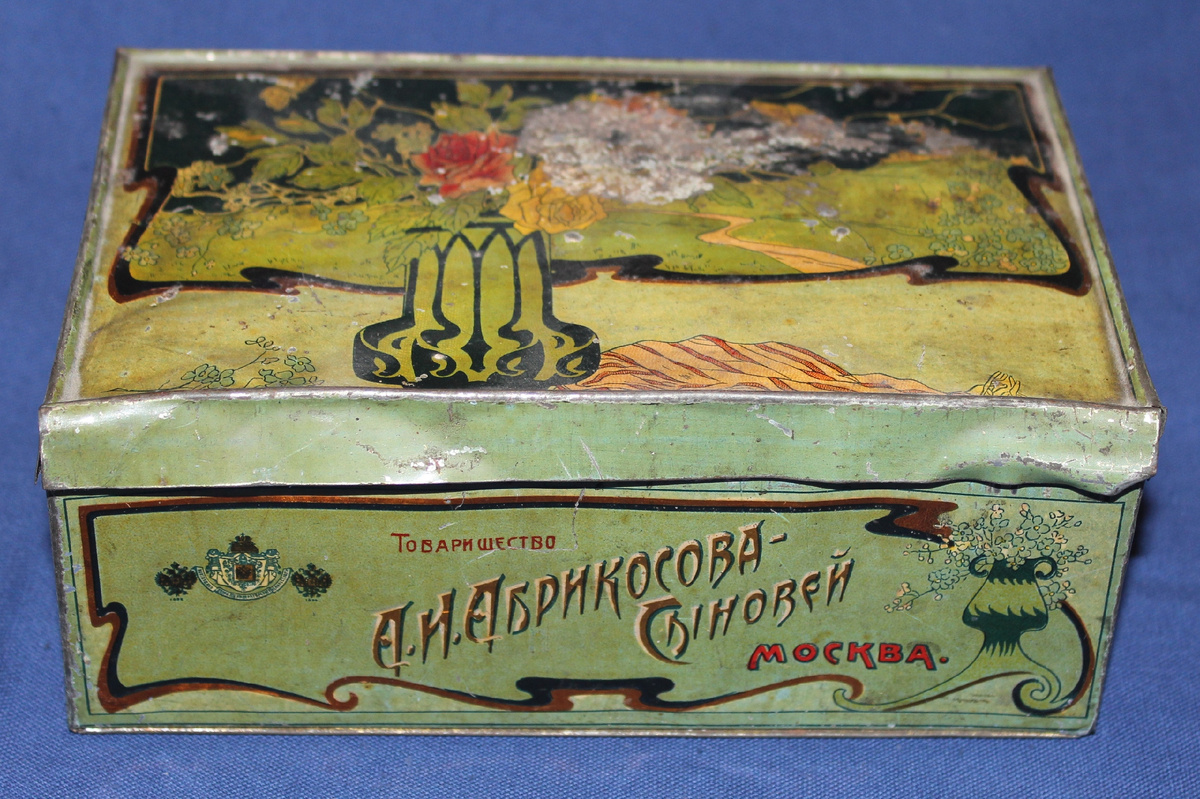 Товарищество
А.И.Абрикосова-
Сыновей
МОСКВА.